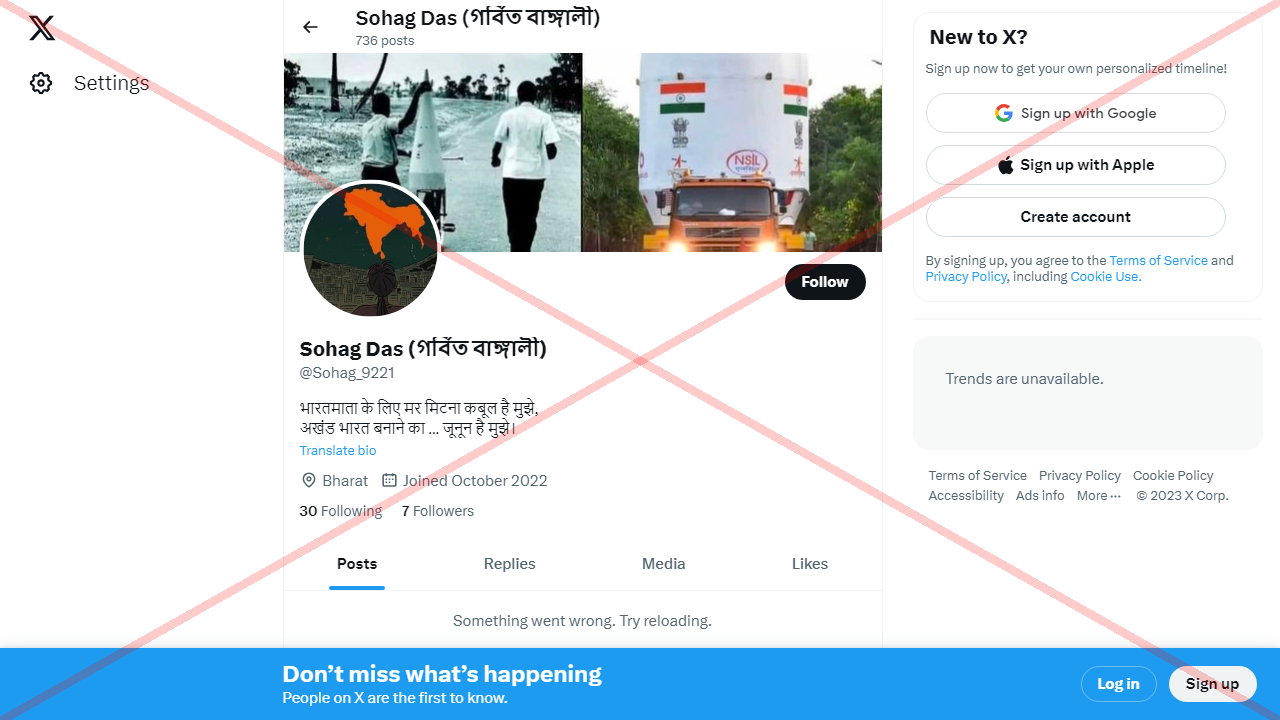 Settings
Sohag Das (গর্বিত বাঙ্গালী)
736 posts
NSIL
Follow
Sohag Das (গর্বিত বাঙ্গালী)
@Sohag_9221
भारतमाता के लिए मर मिटना कबूल है मुझे,
अखंड भारत बनाने का ... जूनून है मुझे।
Translate bio
Bharat Joined October 2022
30 Following 7 Followers
Posts Replies Media Likes
Something went wrong. Try reloading.
New to X?
Sign up now to get your own personalized timeline!
Sign up with Google
Sign up with Apple
Create account
By signing up, you agree to the Terms of Service and
Privacy Policy, including Cookie Use.
Trends are unavailable.
Terms of Service Privacy Policy Cookie Policy
Accessibility Ads info More ... © 2023 X Corp.
Don’t miss what’s happening
People on X are the first to know.
Log in Sign up